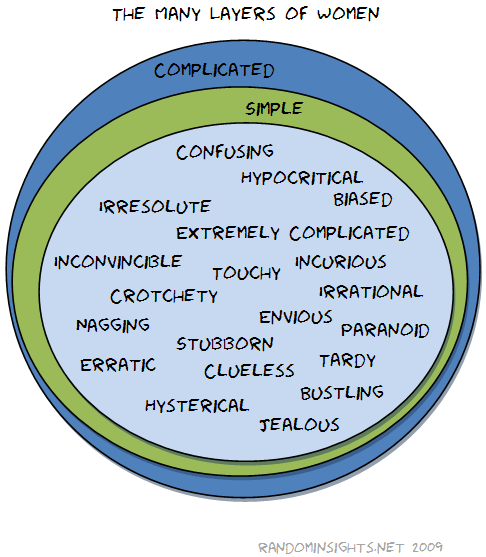 THE MANY LAYERS OF WOMEN
COMPLICATED
SIMPLE
CONFUSING
HYPOCRITICAL
BIASED
IRRESOLUTE
EXTREMELY COMPLICATED
INCONVINCIBLE
INCURIOUS
TOUCHY
CROTCHETY
IRRATIONAL
NAGGING
ENVIOUS
PARANOID
STUBBORN
ERRATIC
CLUELESS
TARDY
HYSTERICAL
BUSTLING
JEALOUS
RANDOMINSIGHTS.NET 2009